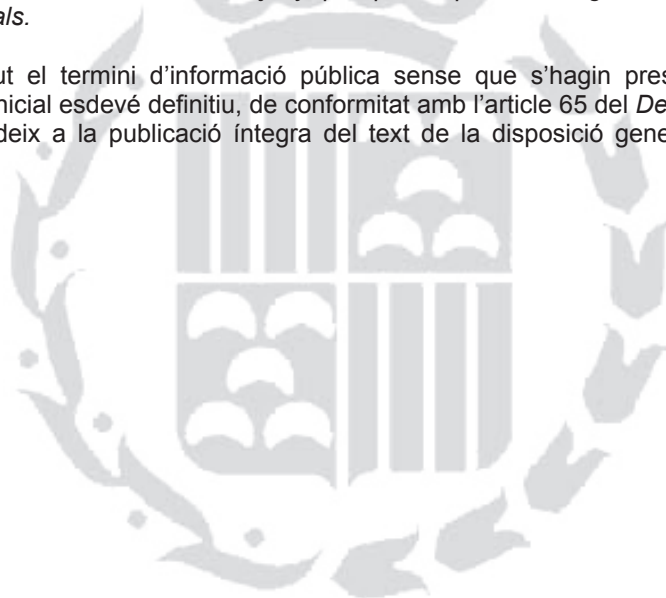 als.
ut el termini d’informació pública sense que s’hagin pres
nicial esdevé definitiu, de conformitat amb l’article 65 del De
deix a la publicació íntegra del text de la disposició gene